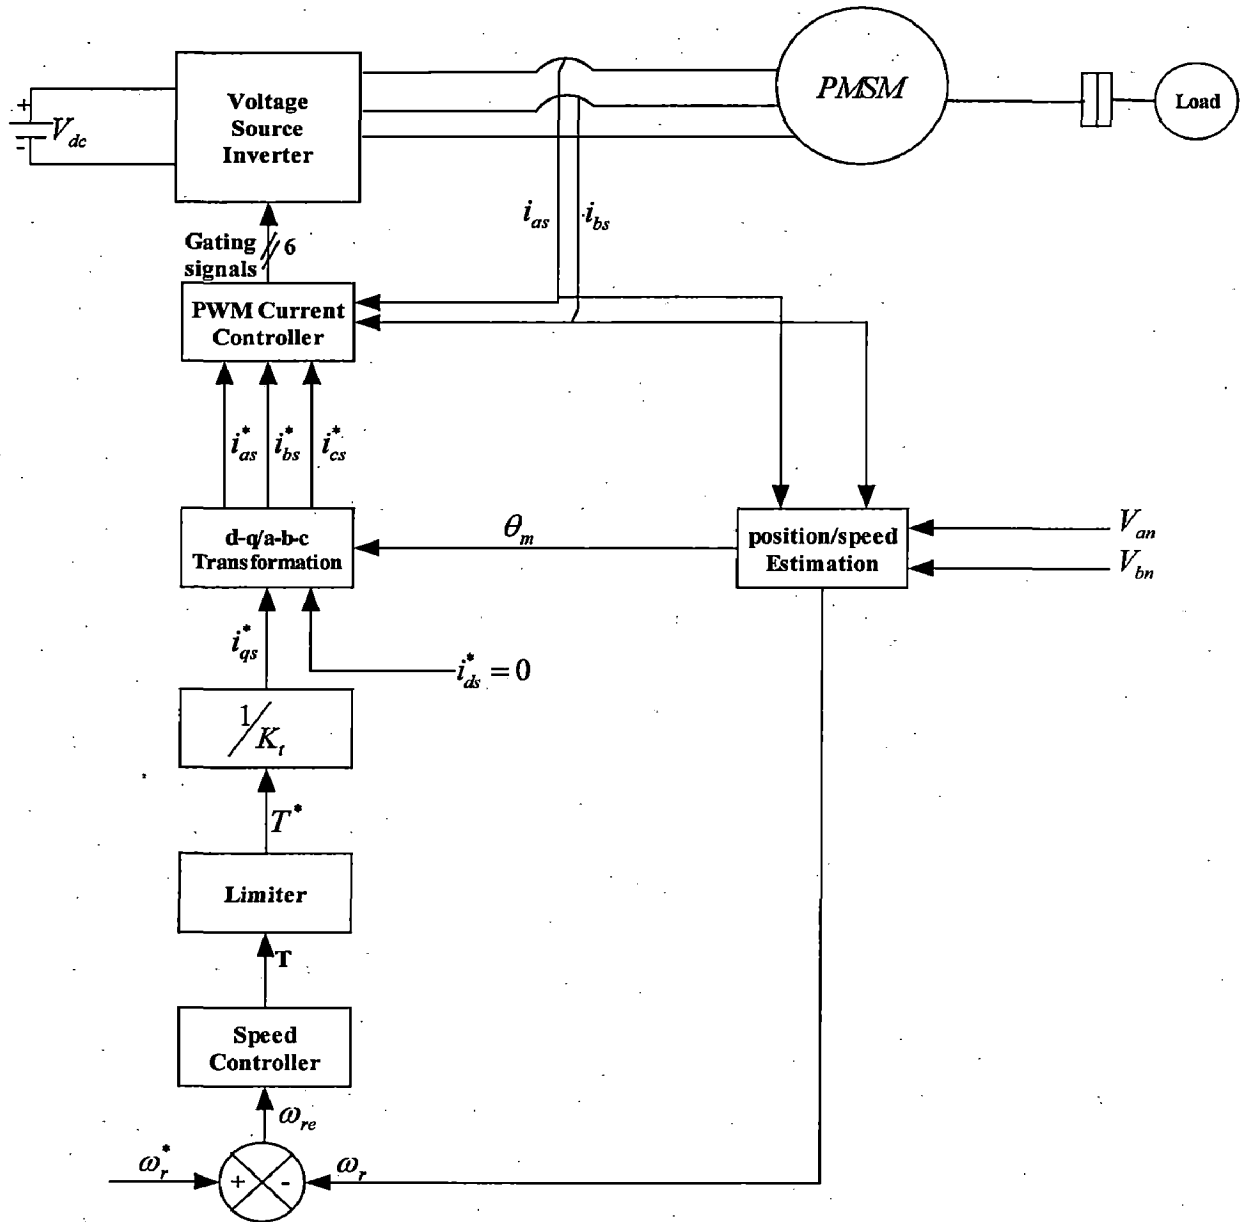 Voltage
Source
Inverter
PMSM
Load
+
V_dc
-
i_as
i_bs
Gating
signals
6
PWM Current
Controller
i*_as
i*_bs
i*_cs
d-q/a-b-c
Transformation
θ_m
position/speed
Estimation
V_an
V_bn
i*_qs
i*_ds = 0
1/K_t
T*
Limiter
T
Speed
Controller
ω_re
ω*_r
+
-
ω_r